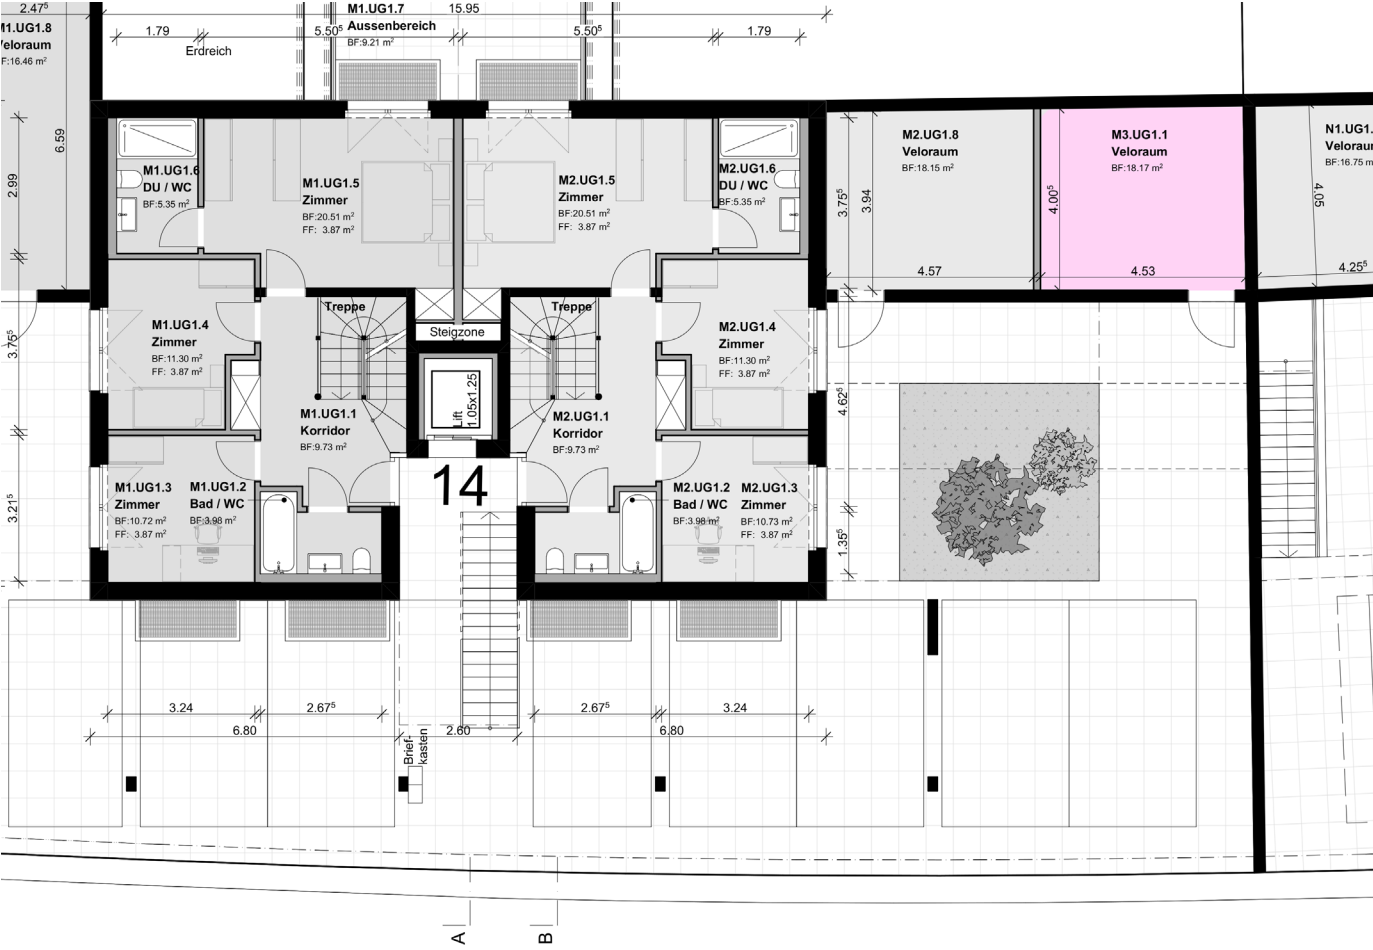 2.47⁵
M1.UG1.7
15.95
Aussenbereich
BF:9.21 m²
M1.UG1.8
Veloraum
F:16.46 m²
1.79
5.50⁵
5.50⁵
1.79
Erdreich
6.59
2.99
M1.UG1.6
DU / WC
BF:5.35 m²
M1.UG1.5
Zimmer
BF:20.51 m²
FF: 3.87 m²
M2.UG1.5
Zimmer
BF:20.51 m²
FF: 3.87 m²
M2.UG1.6
DU / WC
BF:5.35 m²
3.75⁵
3.94
M2.UG1.8
Veloraum
BF:18.15 m²
4.00⁵
M3.UG1.1
Veloraum
BF:18.17 m²
N1.UG1.
Velorau
BF:16.75 m
4.05
4.57
4.53
4.25⁵
3.75⁵
M1.UG1.4
Zimmer
BF:11.30 m²
FF: 3.87 m²
Treppe
Steigzone
Treppe
Lift
1.05x1.25
M2.UG1.4
Zimmer
BF:11.30 m²
FF: 3.87 m²
M1.UG1.1
Korridor
BF:9.73 m²
M2.UG1.1
Korridor
BF:9.73 m²
4.62⁵
14
3.21⁵
M1.UG1.3
Zimmer
BF:10.72 m²
FF: 3.87 m²
M1.UG1.2
Bad / WC
BF:3.98 m²
M2.UG1.2
Bad / WC
BF:3.98 m²
M2.UG1.3
Zimmer
BF:10.73 m²
FF: 3.87 m²
1.35⁵
3.24
2.67⁵
2.67⁵
3.24
6.80
2.60
6.80
Brief-
kasten
A
B